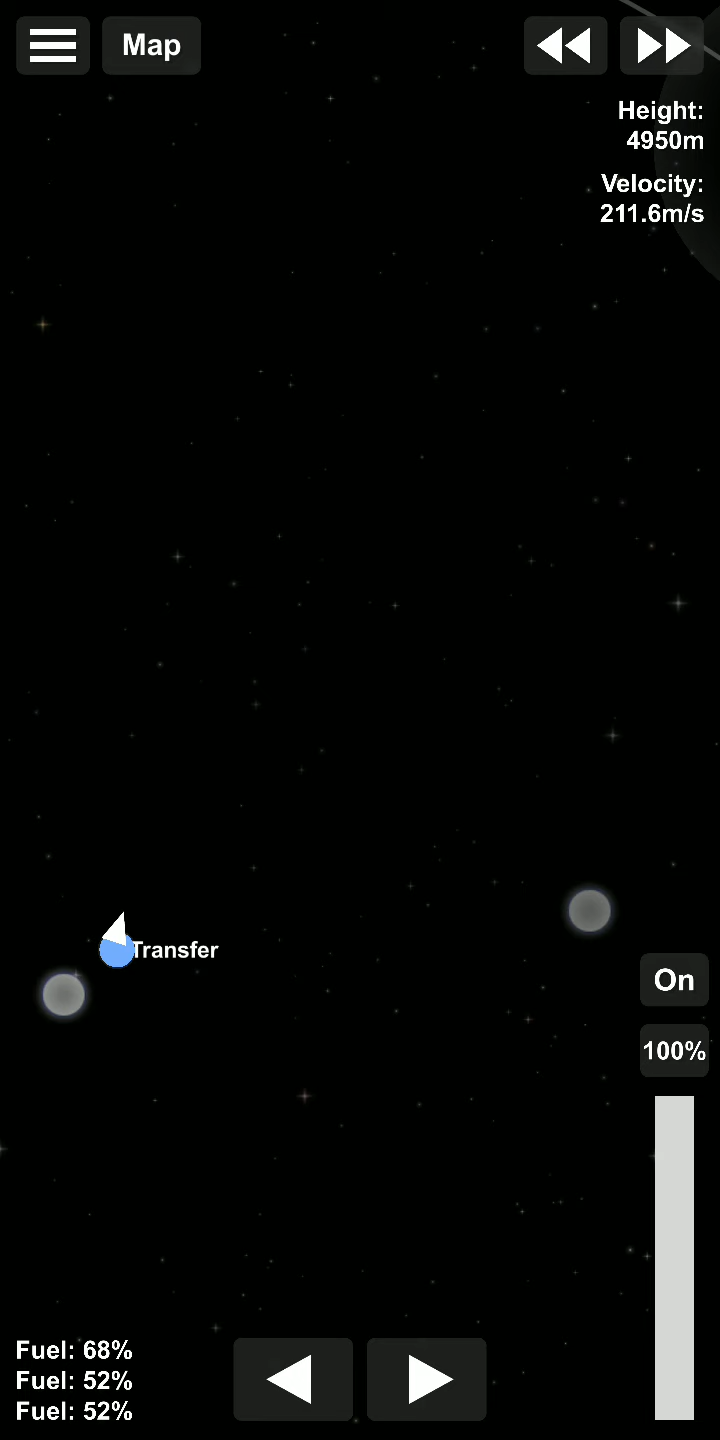 Map
Height:
4950m
Velocity:
211.6m/s
Transfer
On
100%
Fuel: 68%
Fuel: 52%
Fuel: 52%